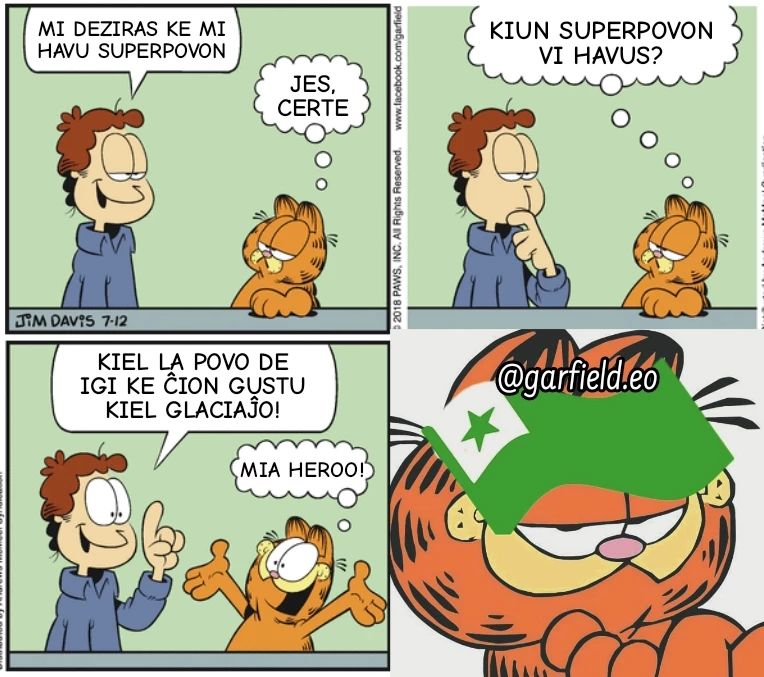 MI DEZIRAS KE MI
HAVU SUPERPOVON
JES,
CERTE
JIM DAVIS 7-12
© 2018 PAWS, INC. All Rights Reserved. www.facebook.com/garfield
KIUN SUPERPOVON
VI HAVUS?
KIEL LA POVO DE
IGI KE ĈION GUSTU
KIEL GLACIAĴO!
MIA HEROO!
@garfield.eo